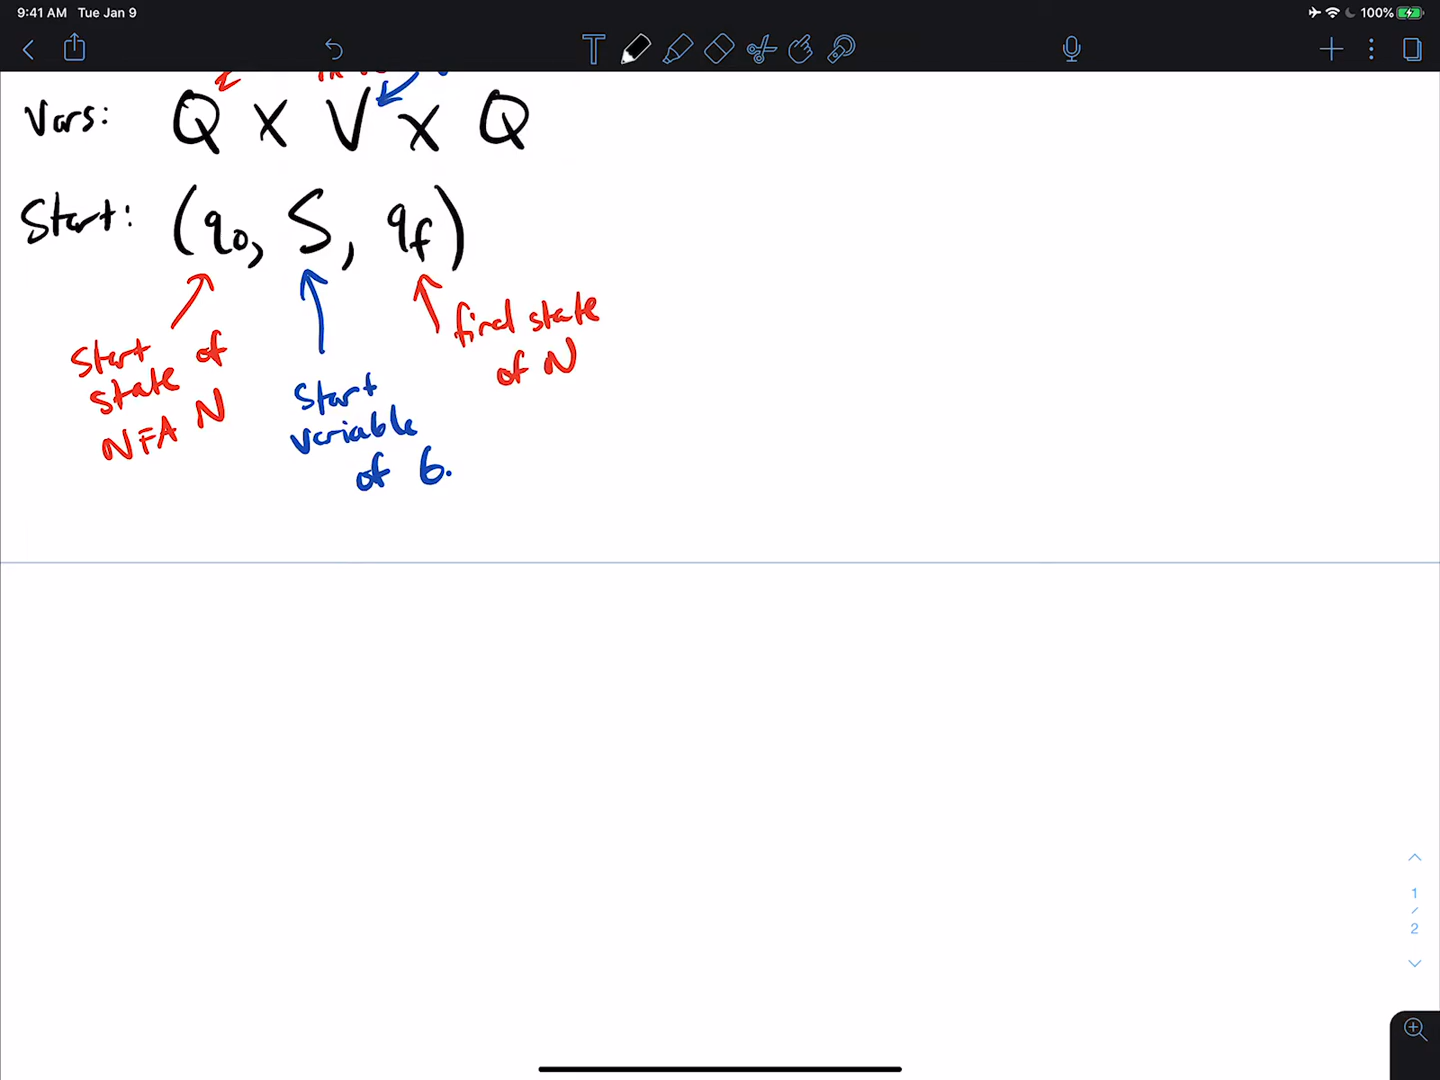 9:41 AM Tue Jan 9
100%
Vars: Q X V X Q
Start: (q0, S, qf)
final state
of N
Start
state of
NFA N
Start
variable
of G.
1
/
2